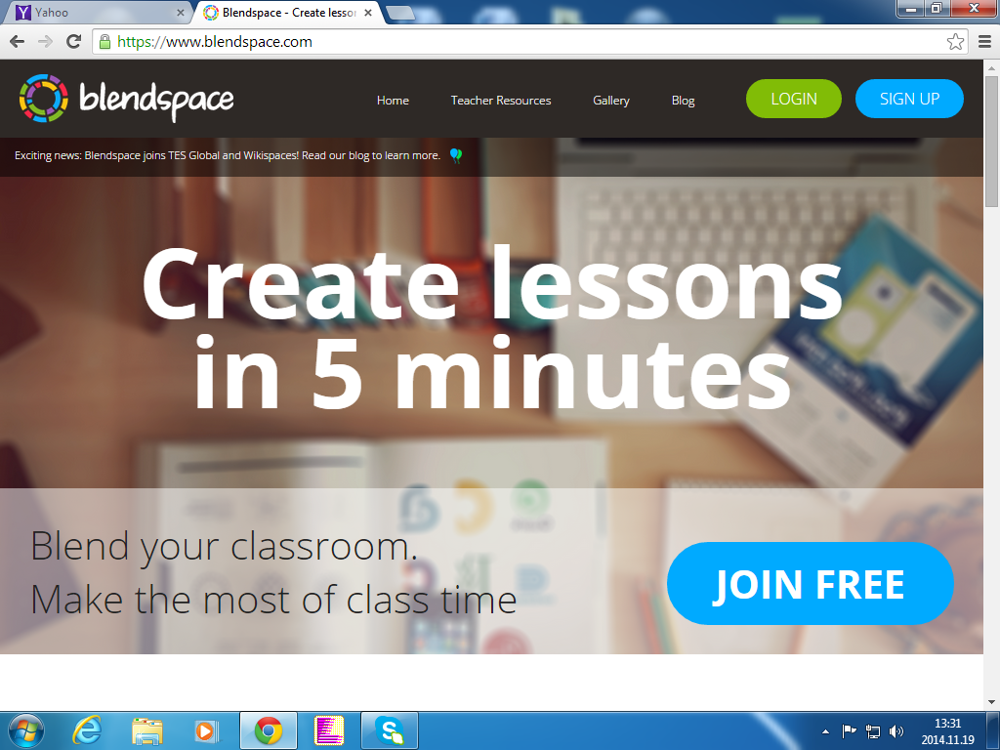 Yahoo
Blendspace - Create lesso
https://www.blendspace.com
blendspace
Home
Teacher Resources
Gallery
Blog
LOGIN
SIGN UP
Exciting news: Blendspace joins TES Global and Wikispaces! Read our blog to learn more.
Create lessons
in 5 minutes
Blend your classroom.
Make the most of class time
JOIN FREE
13:31
2014.11.19